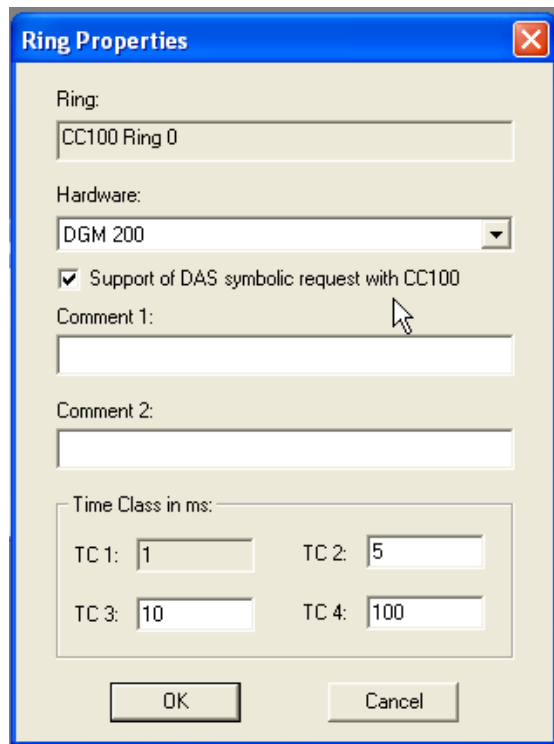 Ring Properties
Ring:
CC100 Ring 0
Hardware:
DGM 200
Support of DAS symbolic request with CC100
Comment 1:
Comment 2:
Time Class in ms:
TC 1: 1 TC 2: 5
TC 3: 10 TC 4: 100
OK Cancel